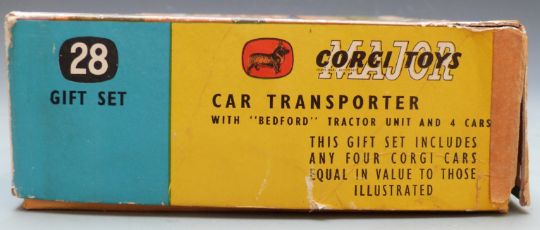 28
GIFT SET
CORGI TOYS
MAJOR
CAR TRANSPORTER
WITH "BEDFORD" TRACTOR UNIT AND 4 CARS
THIS GIFT SET INCLUDES
ANY FOUR CORGI CARS
EQUAL IN VALUE TO THOSE
ILLUSTRATED